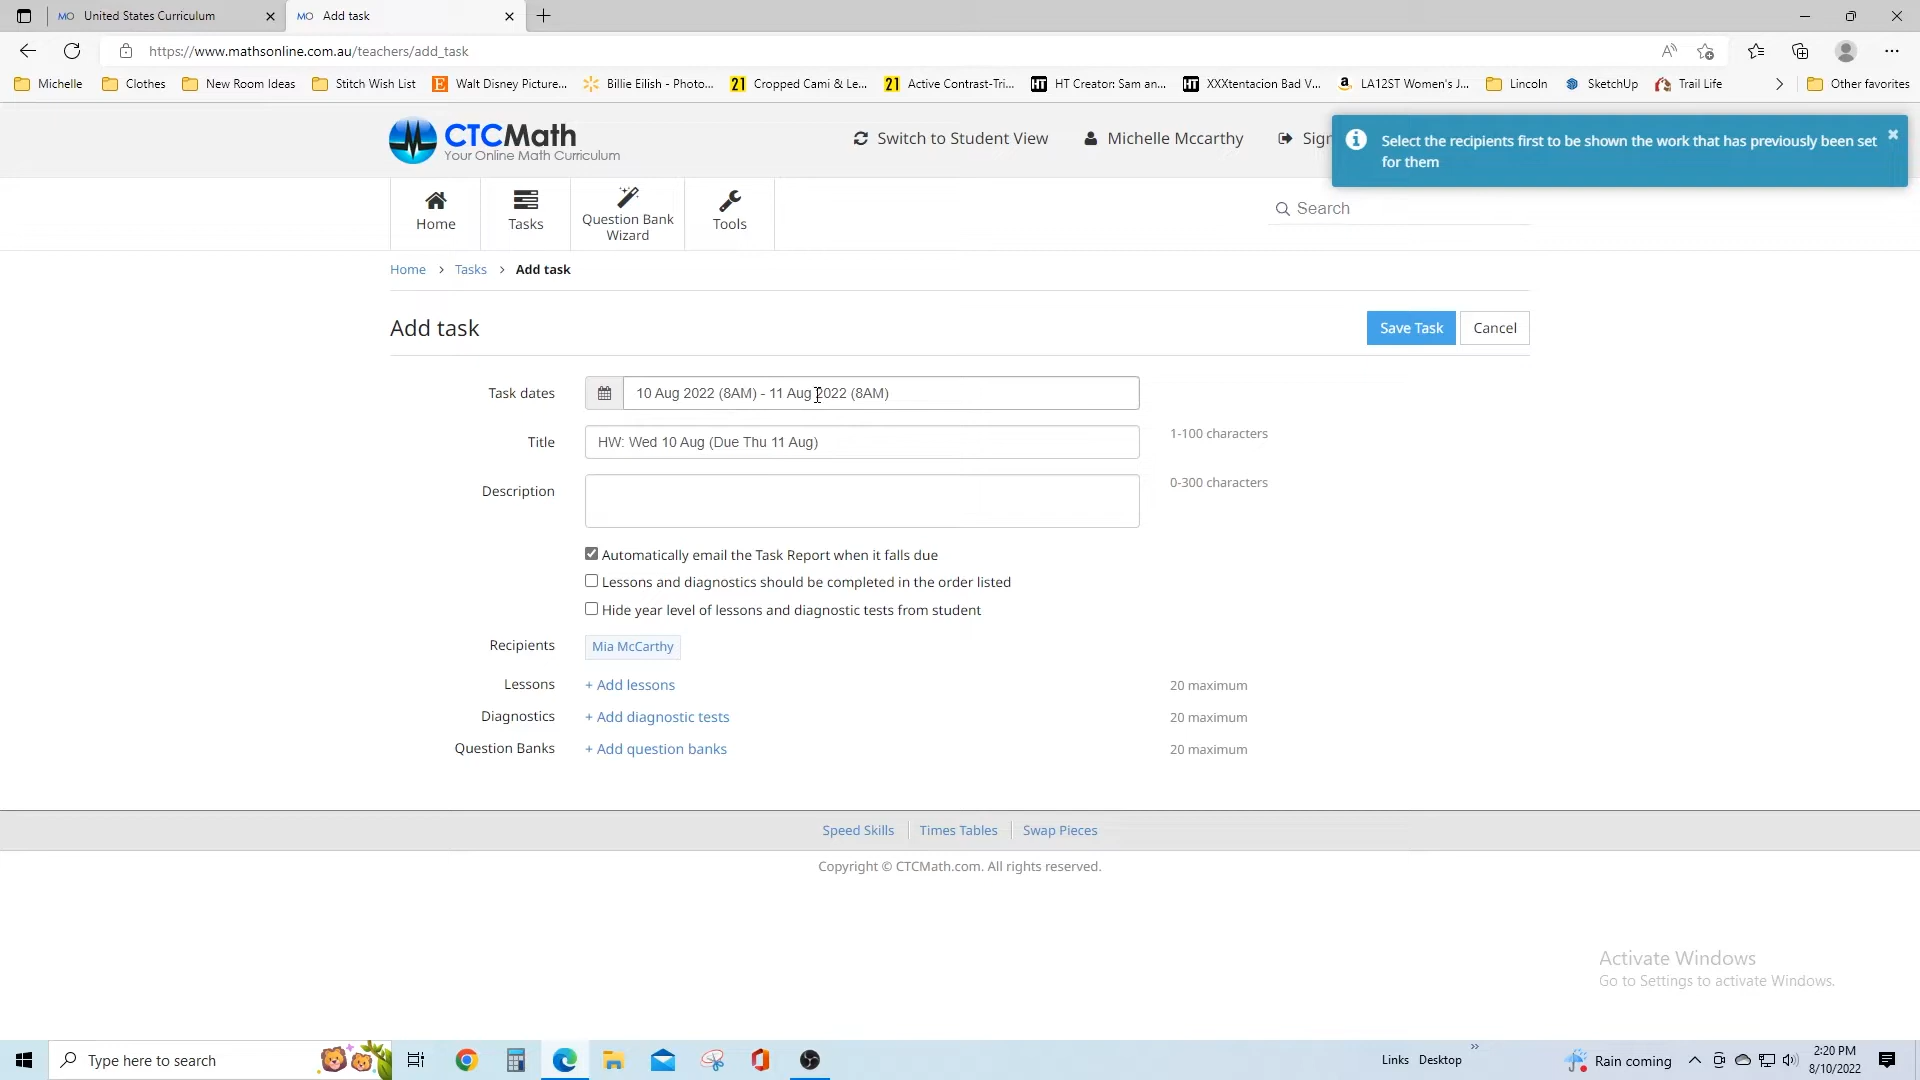 MO United States Curriculum
MO Add task
https://www.mathsonline.com.au/teachers/add_task
Michelle
Clothes
New Room Ideas
Stitch Wish List
Walt Disney Picture...
Billie Eilish - Photo...
21 Cropped Cami & Le...
21 Active Contrast-Tri...
HT HT Creator: Sam an...
HT XXXtentacion Bad V...
a LA12ST Women's J...
Lincoln
SketchUp
Trail Life
Other favorites
CTCMath
Your Online Math Curriculum
Switch to Student View
Michelle Mccarthy
Sign
Select the recipients first to be shown the work that has previously been set
for them
Home
Tasks
Question Bank
Wizard
Tools
Search
Home > Tasks > Add task
Add task
Save Task
Cancel
Task dates
10 Aug 2022 (8AM) - 11 Aug 2022 (8AM)
Title
HW: Wed 10 Aug (Due Thu 11 Aug)
1-100 characters
Description
0-300 characters
Automatically email the Task Report when it falls due
Lessons and diagnostics should be completed in the order listed
Hide year level of lessons and diagnostic tests from student
Recipients
Mia McCarthy
Lessons
+ Add lessons
20 maximum
Diagnostics
+ Add diagnostic tests
20 maximum
Question Banks
+ Add question banks
20 maximum
Speed Skills
Times Tables
Swap Pieces
Copyright © CTCMath.com. All rights reserved.
Activate Windows
Go to Settings to activate Windows.
Type here to search
Links
Desktop
Rain coming
2:20 PM
8/10/2022